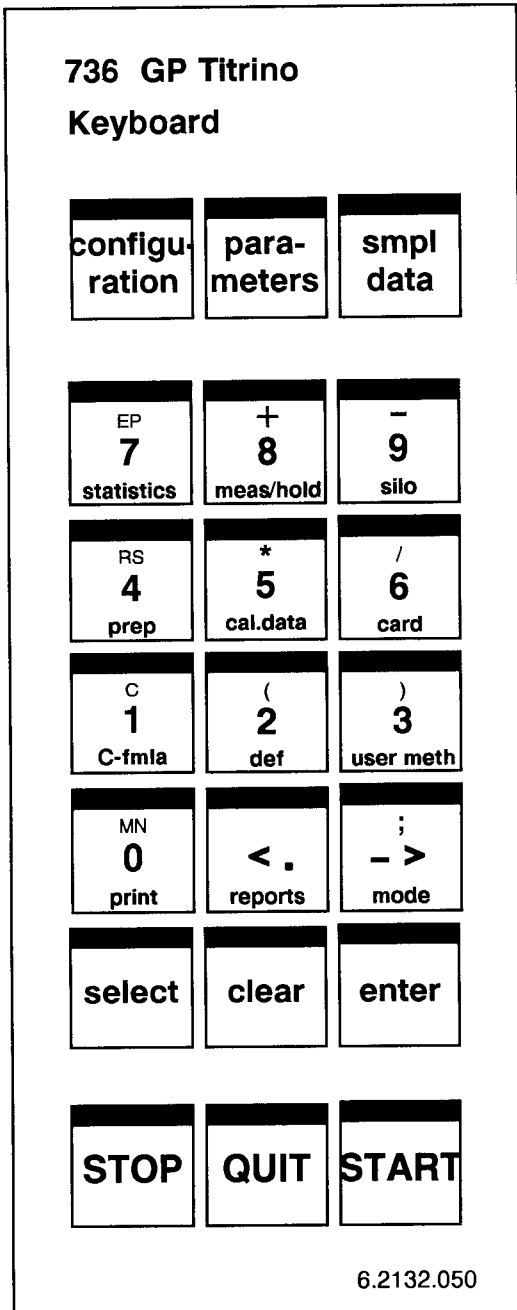 736 GP Titrino
Keyboard
configu-
ration
para-
meters
smpl
data
EP
7
statistics
+
8
meas/hold
–
9
silo
RS
4
prep
*
5
cal.data
/
6
card
C
1
C-fmla
(
2
def
)
3
user meth
MN
0
print
< .
reports
;
– >
mode
select
clear
enter
STOP
QUIT
START
6.2132.050